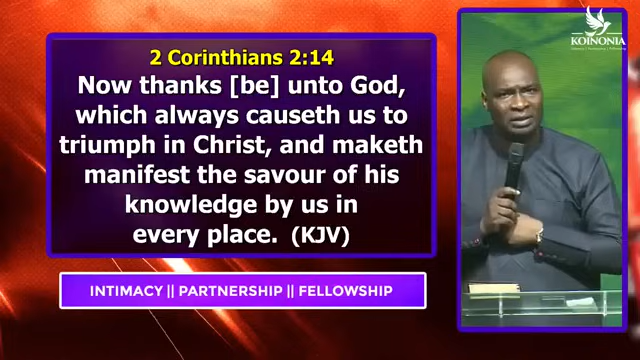 2 Corinthians 2:14
Now thanks [be] unto God,
which always causeth us to
triumph in Christ, and maketh
manifest the savour of his
knowledge by us in
every place. (KJV)
INTIMACY || PARTNERSHIP || FELLOWSHIP
KOINONIA